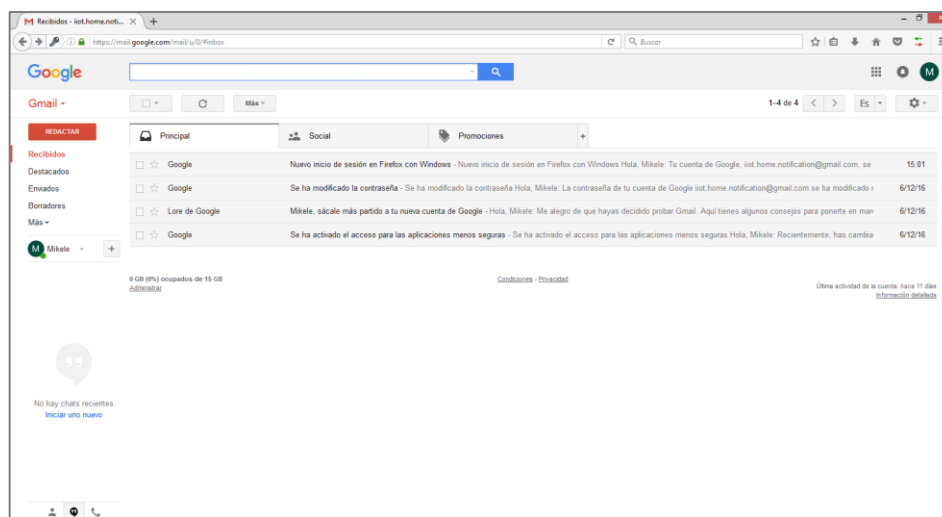 Recibidos - iiot.home.noti...
https://mail.google.com/mail/u/0/#inbox
Buscar
Google
M
Gmail
Más
1–4 de 4
Es
REDACTAR
Principal
Social
Promociones
Recibidos
Destacados
Enviados
Borradores
Más
M Mikele
Google Nuevo inicio de sesión en Firefox con Windows - Nuevo inicio de sesión en Firefox con Windows Hola, Mikele: Tu cuenta de Google, iiot.home.notification@gmail.com, se 15:01
Google Se ha modificado la contraseña - Se ha modificado la contraseña Hola, Mikele: La contraseña de tu cuenta de Google iiot.home.notification@gmail.com se ha modificado r 6/12/16
Lore de Google Mikele, sácale más partido a tu nueva cuenta de Google - Hola, Mikele: Me alegro de que hayas decidido probar Gmail. Aquí tienes algunos consejos para ponerte en man 6/12/16
Google Se ha activado el acceso para las aplicaciones menos seguras - Se ha activado el acceso para las aplicaciones menos seguras Hola, Mikele: Recientemente, has cambia 6/12/16
0 GB (0%) ocupados de 15 GB
Administrar
Condiciones - Privacidad
Última actividad de la cuenta: hace 11 días
Información detallada
No hay chats recientes
Iniciar uno nuevo